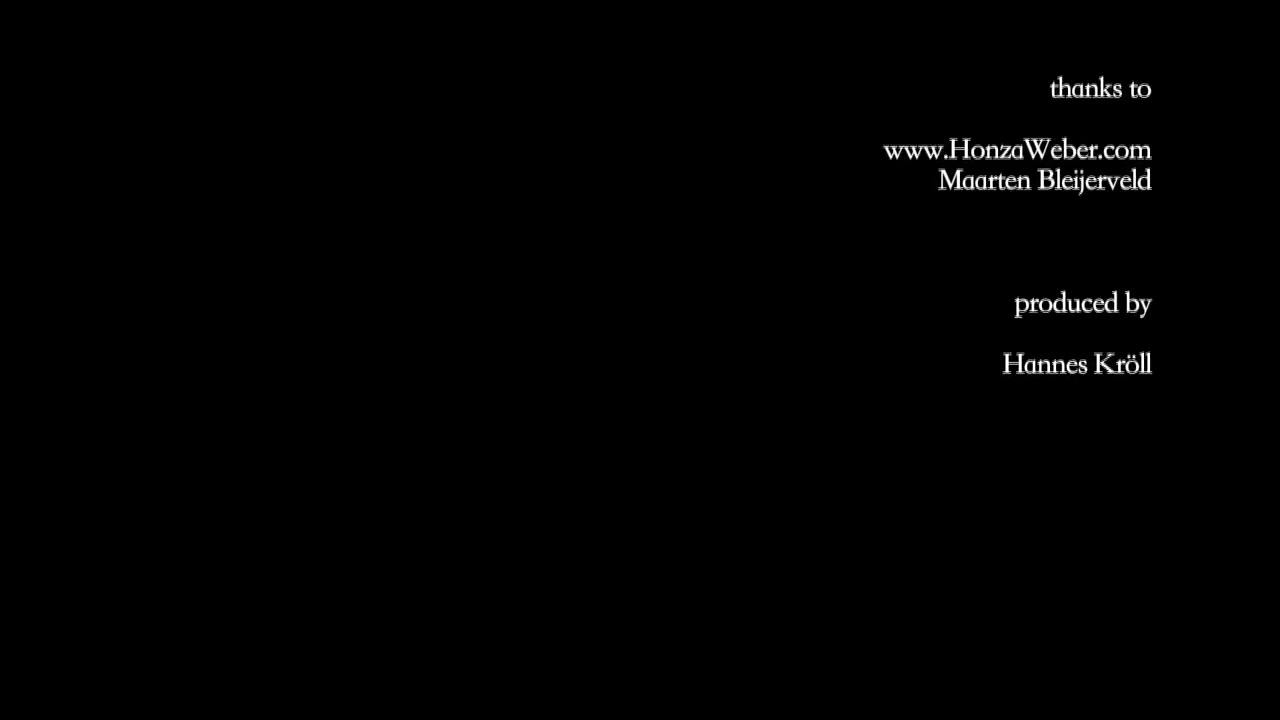 thanks to
www.HonzaWeber.com
Maarten Bleijerveld
produced by
Hannes Kröll